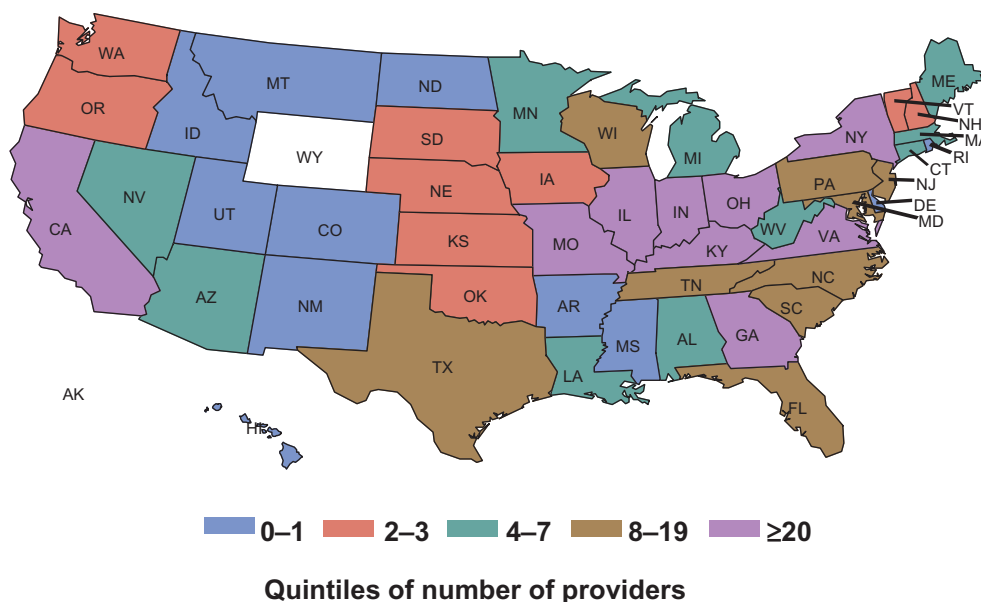 WA
ME
MT
ND
MN
VT
OR
NH
ID
WI
MA
SD
NY
RI
WY
MI
CT
IA
NE
PA
NJ
NV
OH
DE
UT
IL
IN
MD
CA
CO
WV
VA
KS
MO
KY
NC
TN
AZ
OK
NM
AR
SC
MS
AL
GA
TX
LA
AK
FL
HI
0–1 2–3 4–7 8–19 ≥20
Quintiles of number of providers